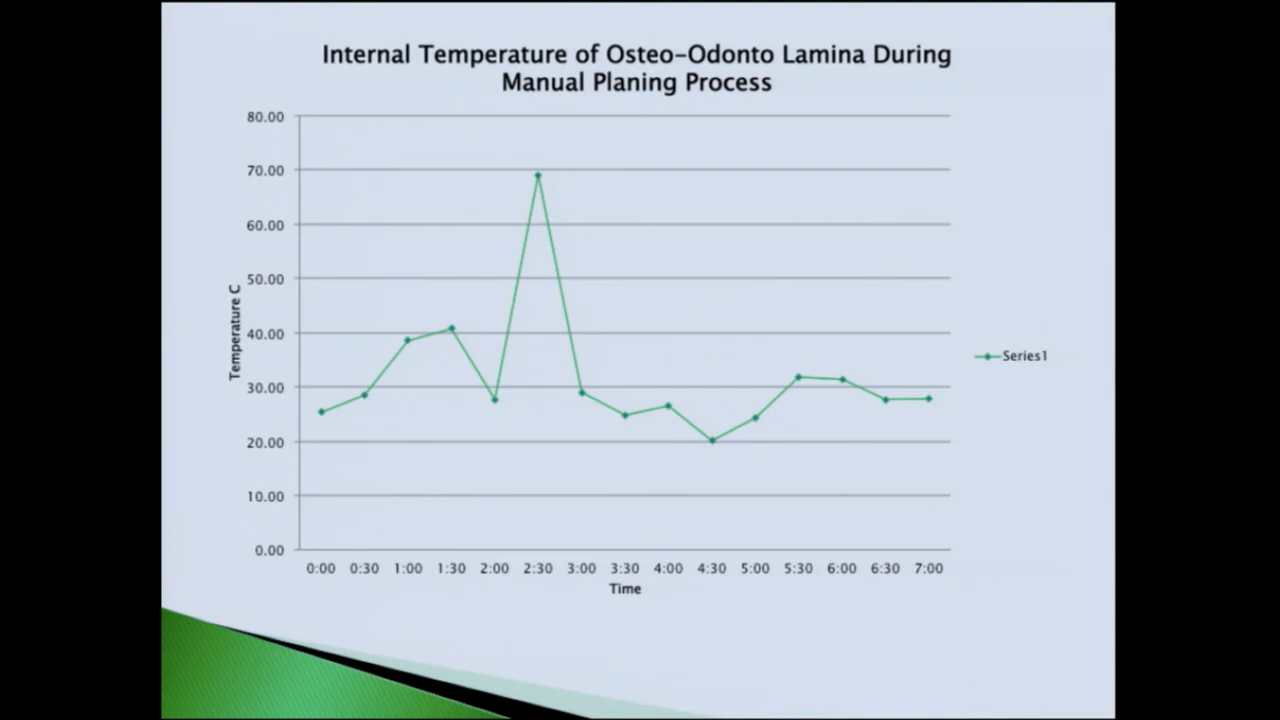 Internal Temperature of Osteo-Odonto Lamina During
Manual Planing Process
80.00
70.00
60.00
50.00
40.00
30.00
20.00
10.00
0.00
Temperature C
0:00 0:30 1:00 1:30 2:00 2:30 3:00 3:30 4:00 4:30 5:00 5:30 6:00 6:30 7:00
Time
Series1